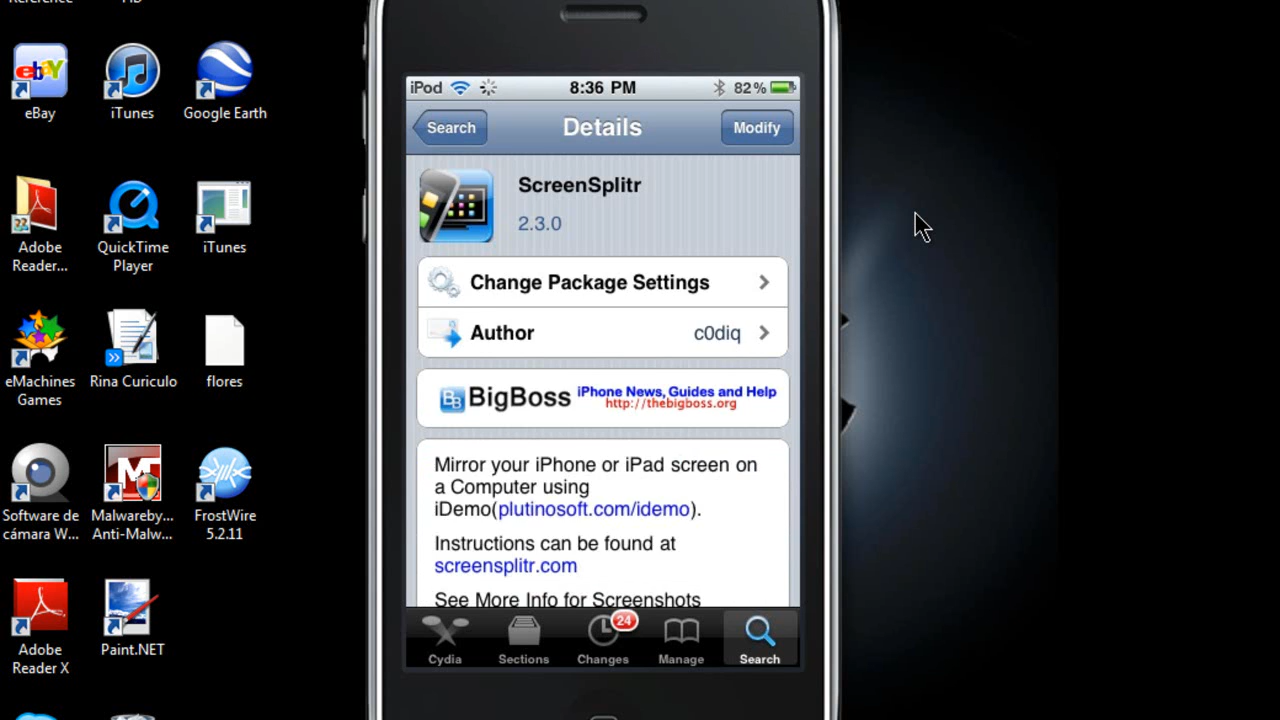 Reference
eBay
iTunes
Google Earth
Adobe
Reader...
QuickTime
Player
iTunes
eMachines
Games
Rina Curiculo
flores
Software de
cámara W...
Malwareby...
Anti-Malw...
FrostWire
5.2.11
Adobe
Reader X
Paint.NET
iPod
8:36 PM
82%
Search
Details
Modify
ScreenSplitr
2.3.0
Change Package Settings
Author c0diq
BB BigBoss
iPhone News, Guides and Help
http://thebigboss.org
Mirror your iPhone or iPad screen on
a Computer using
iDemo(plutinosoft.com/idemo).
Instructions can be found at
screensplitr.com
See More Info for Screenshots
24
Cydia
Sections
Changes
Manage
Search